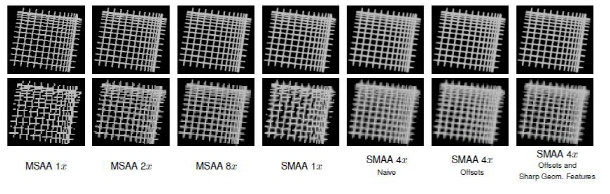 MSAA 1x
MSAA 2x
MSAA 8x
SMAA 1x
SMAA 4x
Naive
SMAA 4x
Offsets
SMAA 4x
Offsets and
Sharp Geom. Features